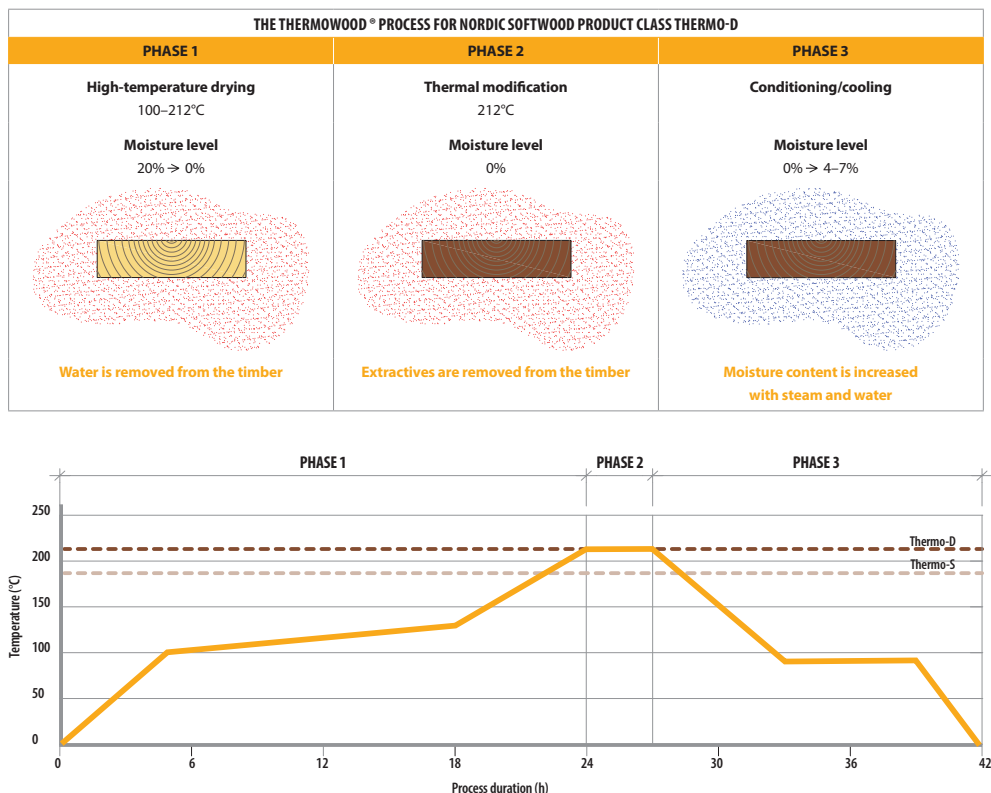 THE THERMOWOOD ® PROCESS FOR NORDIC SOFTWOOD PRODUCT CLASS THERMO-D
PHASE 1
PHASE 2
PHASE 3
High-temperature drying
100–212°C
Moisture level
20% → 0%
Water is removed from the timber
Thermal modification
212°C
Moisture level
0%
Extractives are removed from the timber
Conditioning/cooling
Moisture level
0% → 4–7%
Moisture content is increased
with steam and water
PHASE 1
PHASE 2
PHASE 3
Temperature (°C)
250
200
150
100
50
0
Thermo-D
Thermo-S
0
6
12
18
24
30
36
42
Process duration (h)